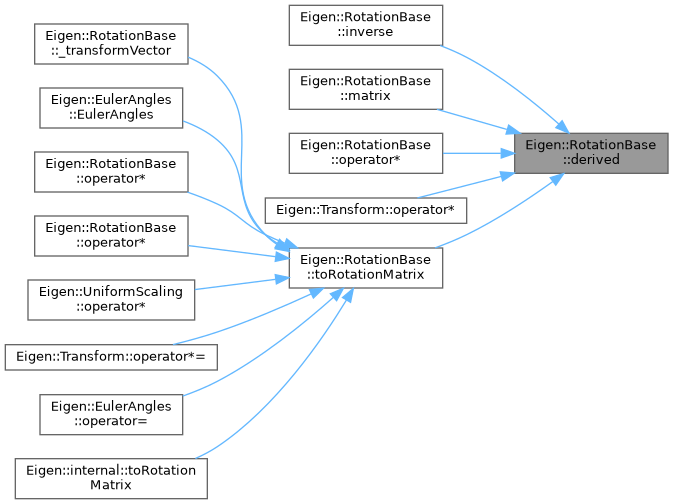 Eigen::RotationBase
::_transformVector
Eigen::EulerAngles
::EulerAngles
Eigen::RotationBase
::operator*
Eigen::RotationBase
::operator*
Eigen::UniformScaling
::operator*
Eigen::Transform::operator*=
Eigen::EulerAngles
::operator=
Eigen::internal::toRotation
Matrix
Eigen::RotationBase
::inverse
Eigen::RotationBase
::matrix
Eigen::RotationBase
::operator*
Eigen::Transform::operator*
Eigen::RotationBase
::toRotationMatrix
Eigen::RotationBase
::derived